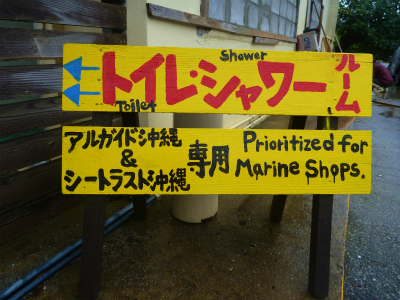 Shower
トイレ・シャワールーム
Toilet
アルガイド沖縄
&
シートラスト沖縄
専用
Prioritized for
Marine Shops.